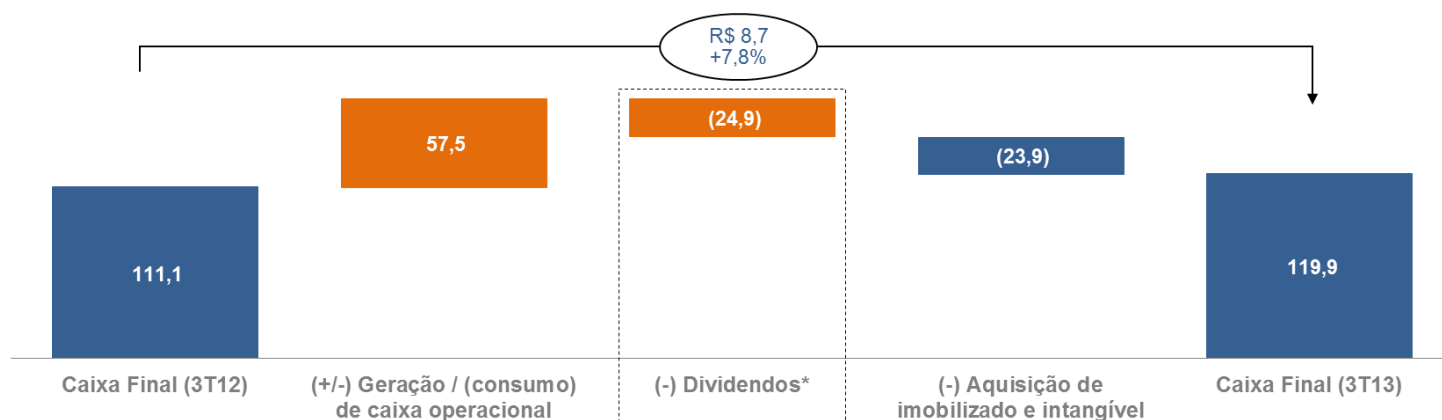 R$ 8,7
+7,8%
57,5
(24,9)
(23,9)
111,1
119,9
Caixa Final (3T12)
(+/-) Geração / (consumo)
de caixa operacional
(-) Dividendos*
(-) Aquisição de
imobilizado e intangível
Caixa Final (3T13)